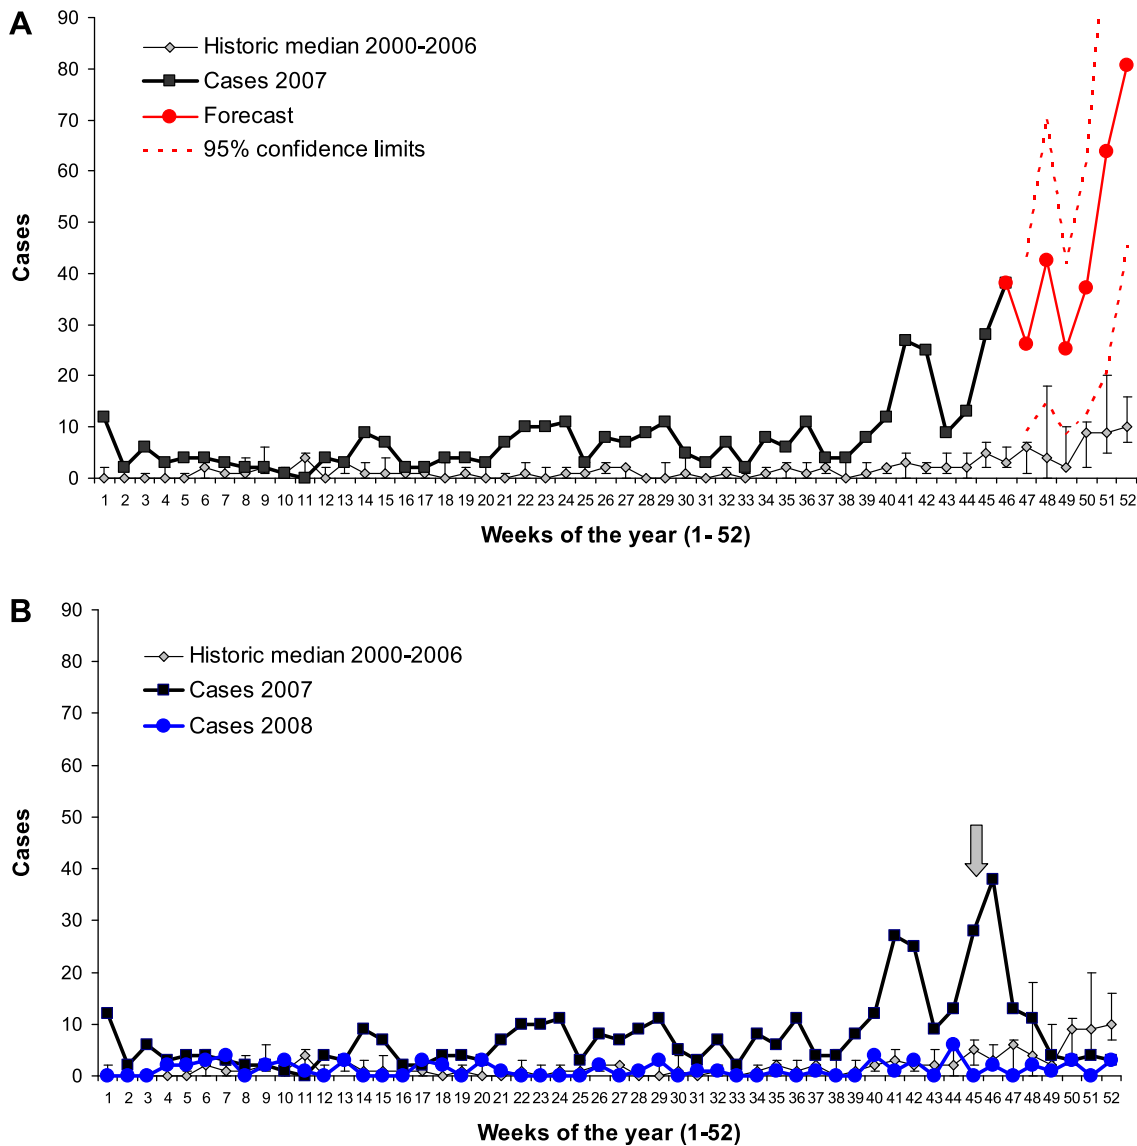 A
90
80
70
60
50
40
30
20
10
0
Cases
Historic median 2000-2006
Cases 2007
Forecast
95% confidence limits
1 2 3 4 5 6 7 8 9 10 11 12 13 14 15 16 17 18 19 20 21 22 23 24 25 26 27 28 29 30 31 32 33 34 35 36 37 38 39 40 41 42 43 44 45 46 47 48 49 50 51 52
Weeks of the year (1- 52)
B
90
80
70
60
50
40
30
20
10
0
Cases
Historic median 2000-2006
Cases 2007
Cases 2008
1 2 3 4 5 6 7 8 9 10 11 12 13 14 15 16 17 18 19 20 21 22 23 24 25 26 27 28 29 30 31 32 33 34 35 36 37 38 39 40 41 42 43 44 45 46 47 48 49 50 51 52
Weeks of the year (1-52)